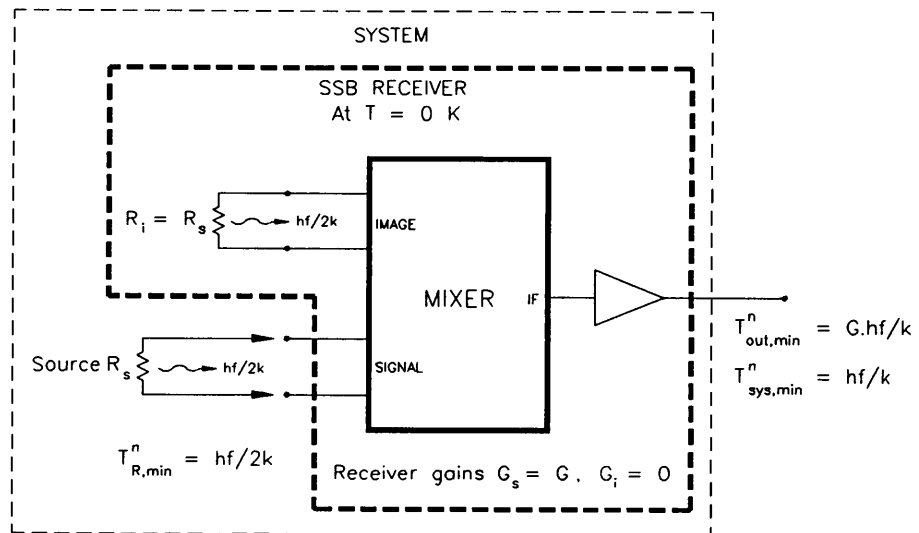 SYSTEM
SSB RECEIVER
At T = 0 K
R_i = R_s
hf/2k
IMAGE
MIXER
IF
Source R_s
hf/2k
SIGNAL
T^n_out,min = G.hf/k
T^n_sys,min = hf/k
T^n_R,min = hf/2k
Receiver gains G_s = G, G_i = 0